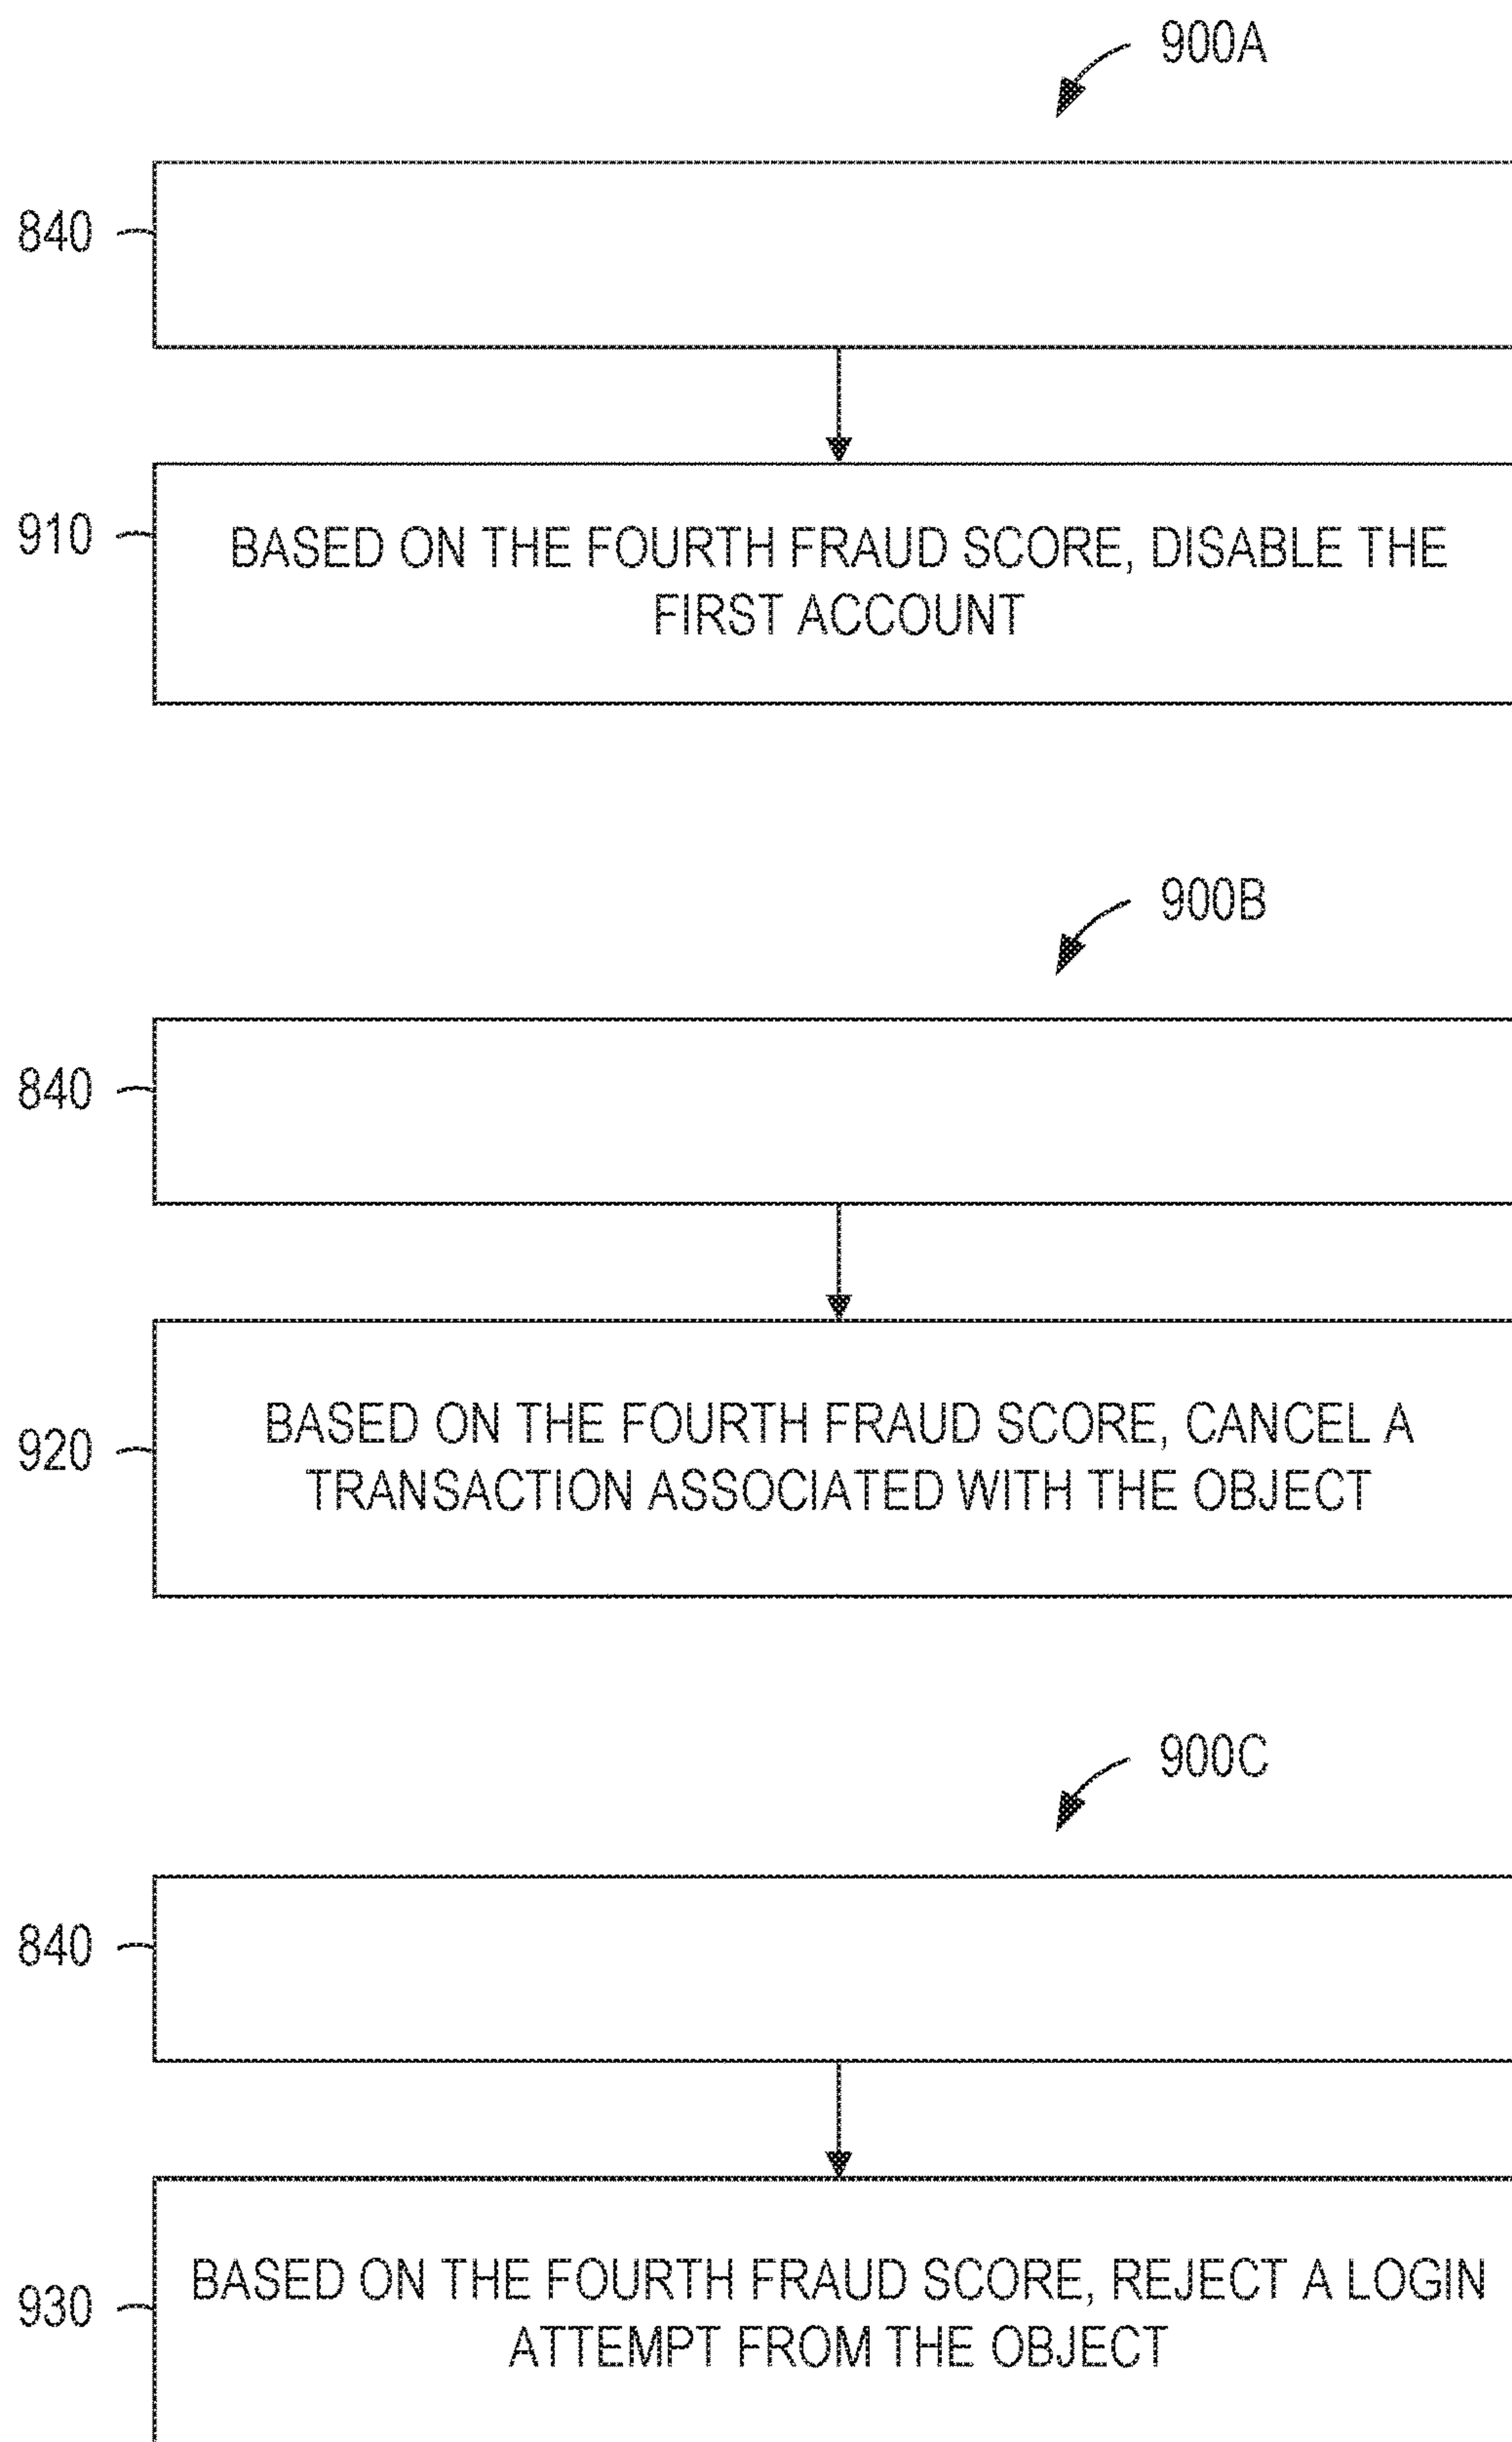 900A
840
910
BASED ON THE FOURTH FRAUD SCORE, DISABLE THE
FIRST ACCOUNT
900B
840
920
BASED ON THE FOURTH FRAUD SCORE, CANCEL A
TRANSACTION ASSOCIATED WITH THE OBJECT
900C
840
930
BASED ON THE FOURTH FRAUD SCORE, REJECT A LOGIN
ATTEMPT FROM THE OBJECT